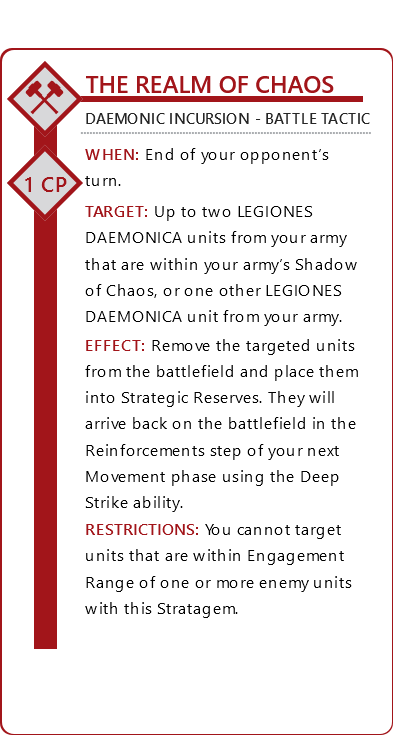 THE REALM OF CHAOS
DAEMONIC INCURSION - BATTLE TACTIC
1 CP
WHEN: End of your opponent’s
turn.
TARGET: Up to two LEGIONES
DAEMONICA units from your army
that are within your army’s Shadow
of Chaos, or one other LEGIONES
DAEMONICA unit from your army.
EFFECT: Remove the targeted units
from the battlefield and place them
into Strategic Reserves. They will
arrive back on the battlefield in the
Reinforcements step of your next
Movement phase using the Deep
Strike ability.
RESTRICTIONS: You cannot target
units that are within Engagement
Range of one or more enemy units
with this Stratagem.